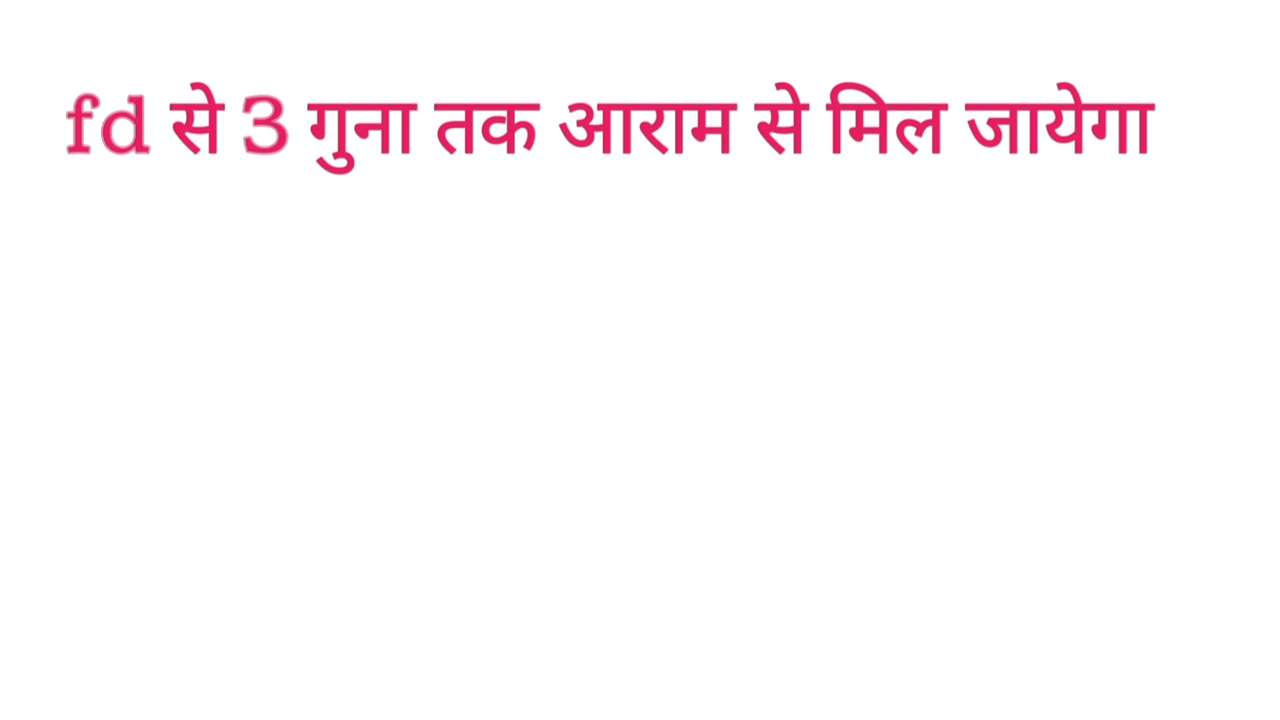 fd से 3 गुना तक आराम से मिल जायेगा